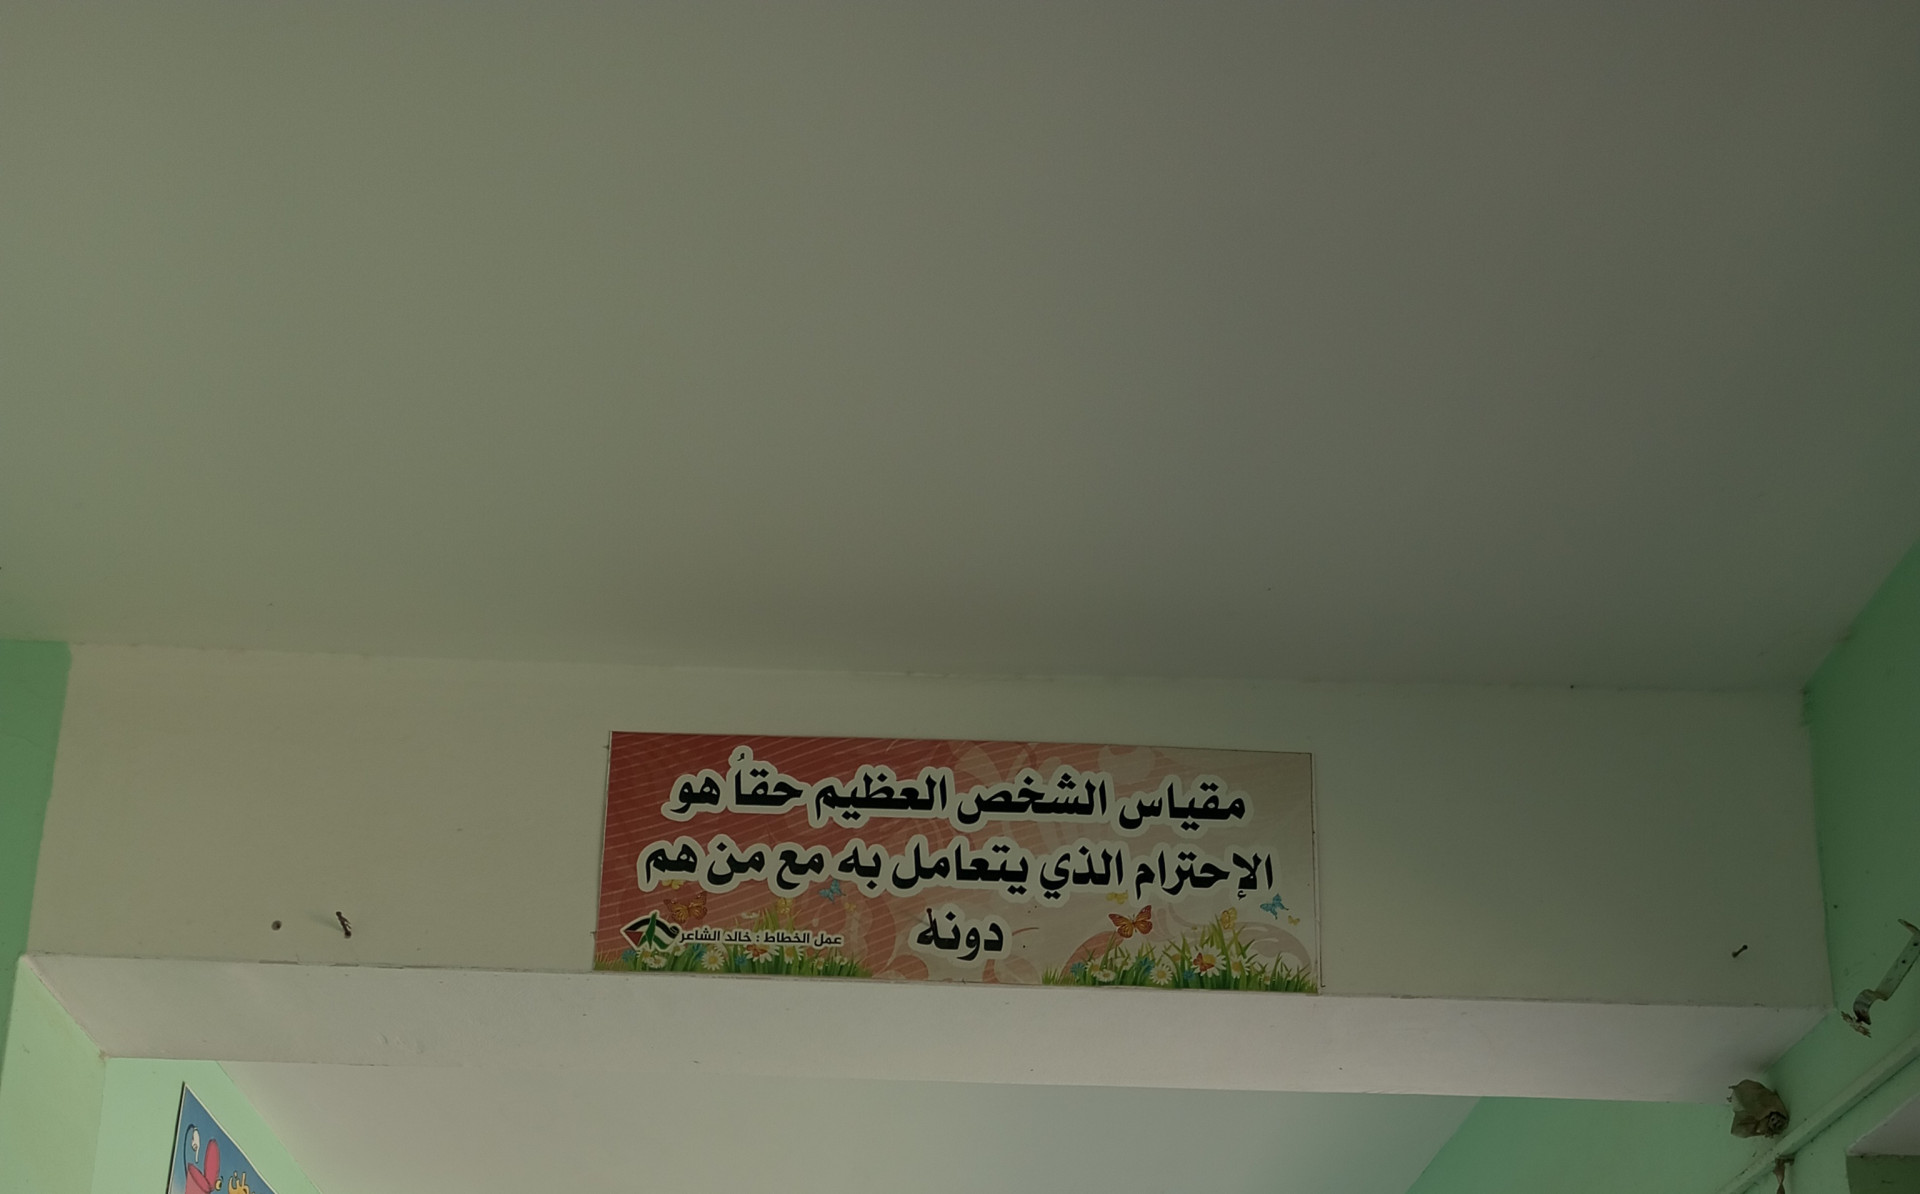 مقياس الشخص العظيم حقاً هو
الإحترام الذي يتعامل به مع من هم
دونه
عمل الخطاط : خالد الشاعر